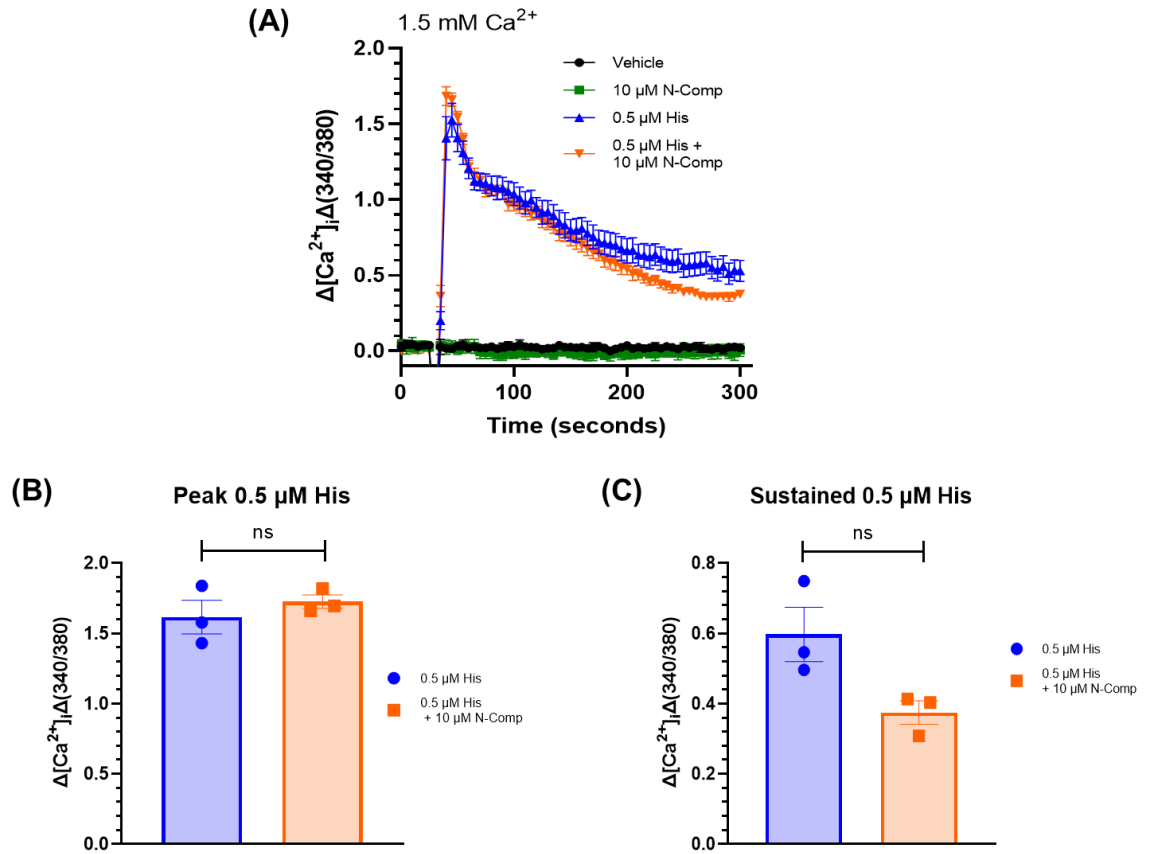 (A)
1.5 mM Ca²⁺
Δ[Ca²⁺]ᵢΔ(340/380)
2.0
1.5
1.0
0.5
0.0
0 100 200 300
Time (seconds)
Vehicle
10 µM N-Comp
0.5 µM His
0.5 µM His +
10 µM N-Comp
(B)
Peak 0.5 µM His
ns
Δ[Ca²⁺]ᵢΔ(340/380)
2.0
1.5
1.0
0.5
0.0
0.5 µM His
0.5 µM His
+ 10 µM N-Comp
(C)
Sustained 0.5 µM His
ns
Δ[Ca²⁺]ᵢΔ(340/380)
0.8
0.6
0.4
0.2
0.0
0.5 µM His
0.5 µM His
+ 10 µM N-Comp